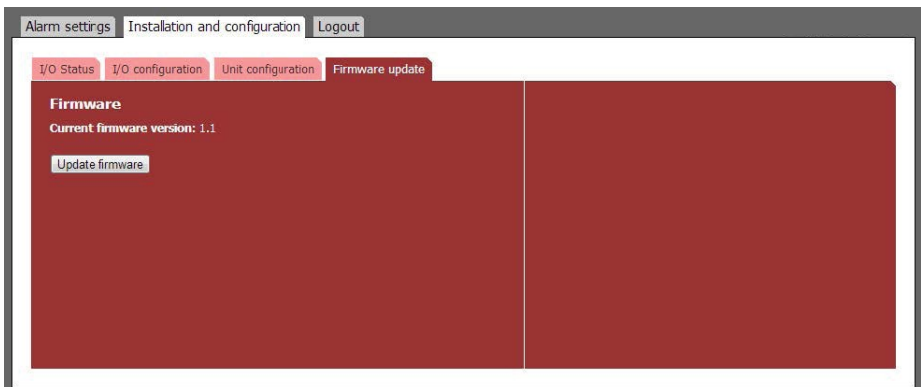 Alarm settings Installation and configuration Logout
I/O Status I/O configuration Unit configuration Firmware update
Firmware
Current firmware version: 1.1
Update firmware